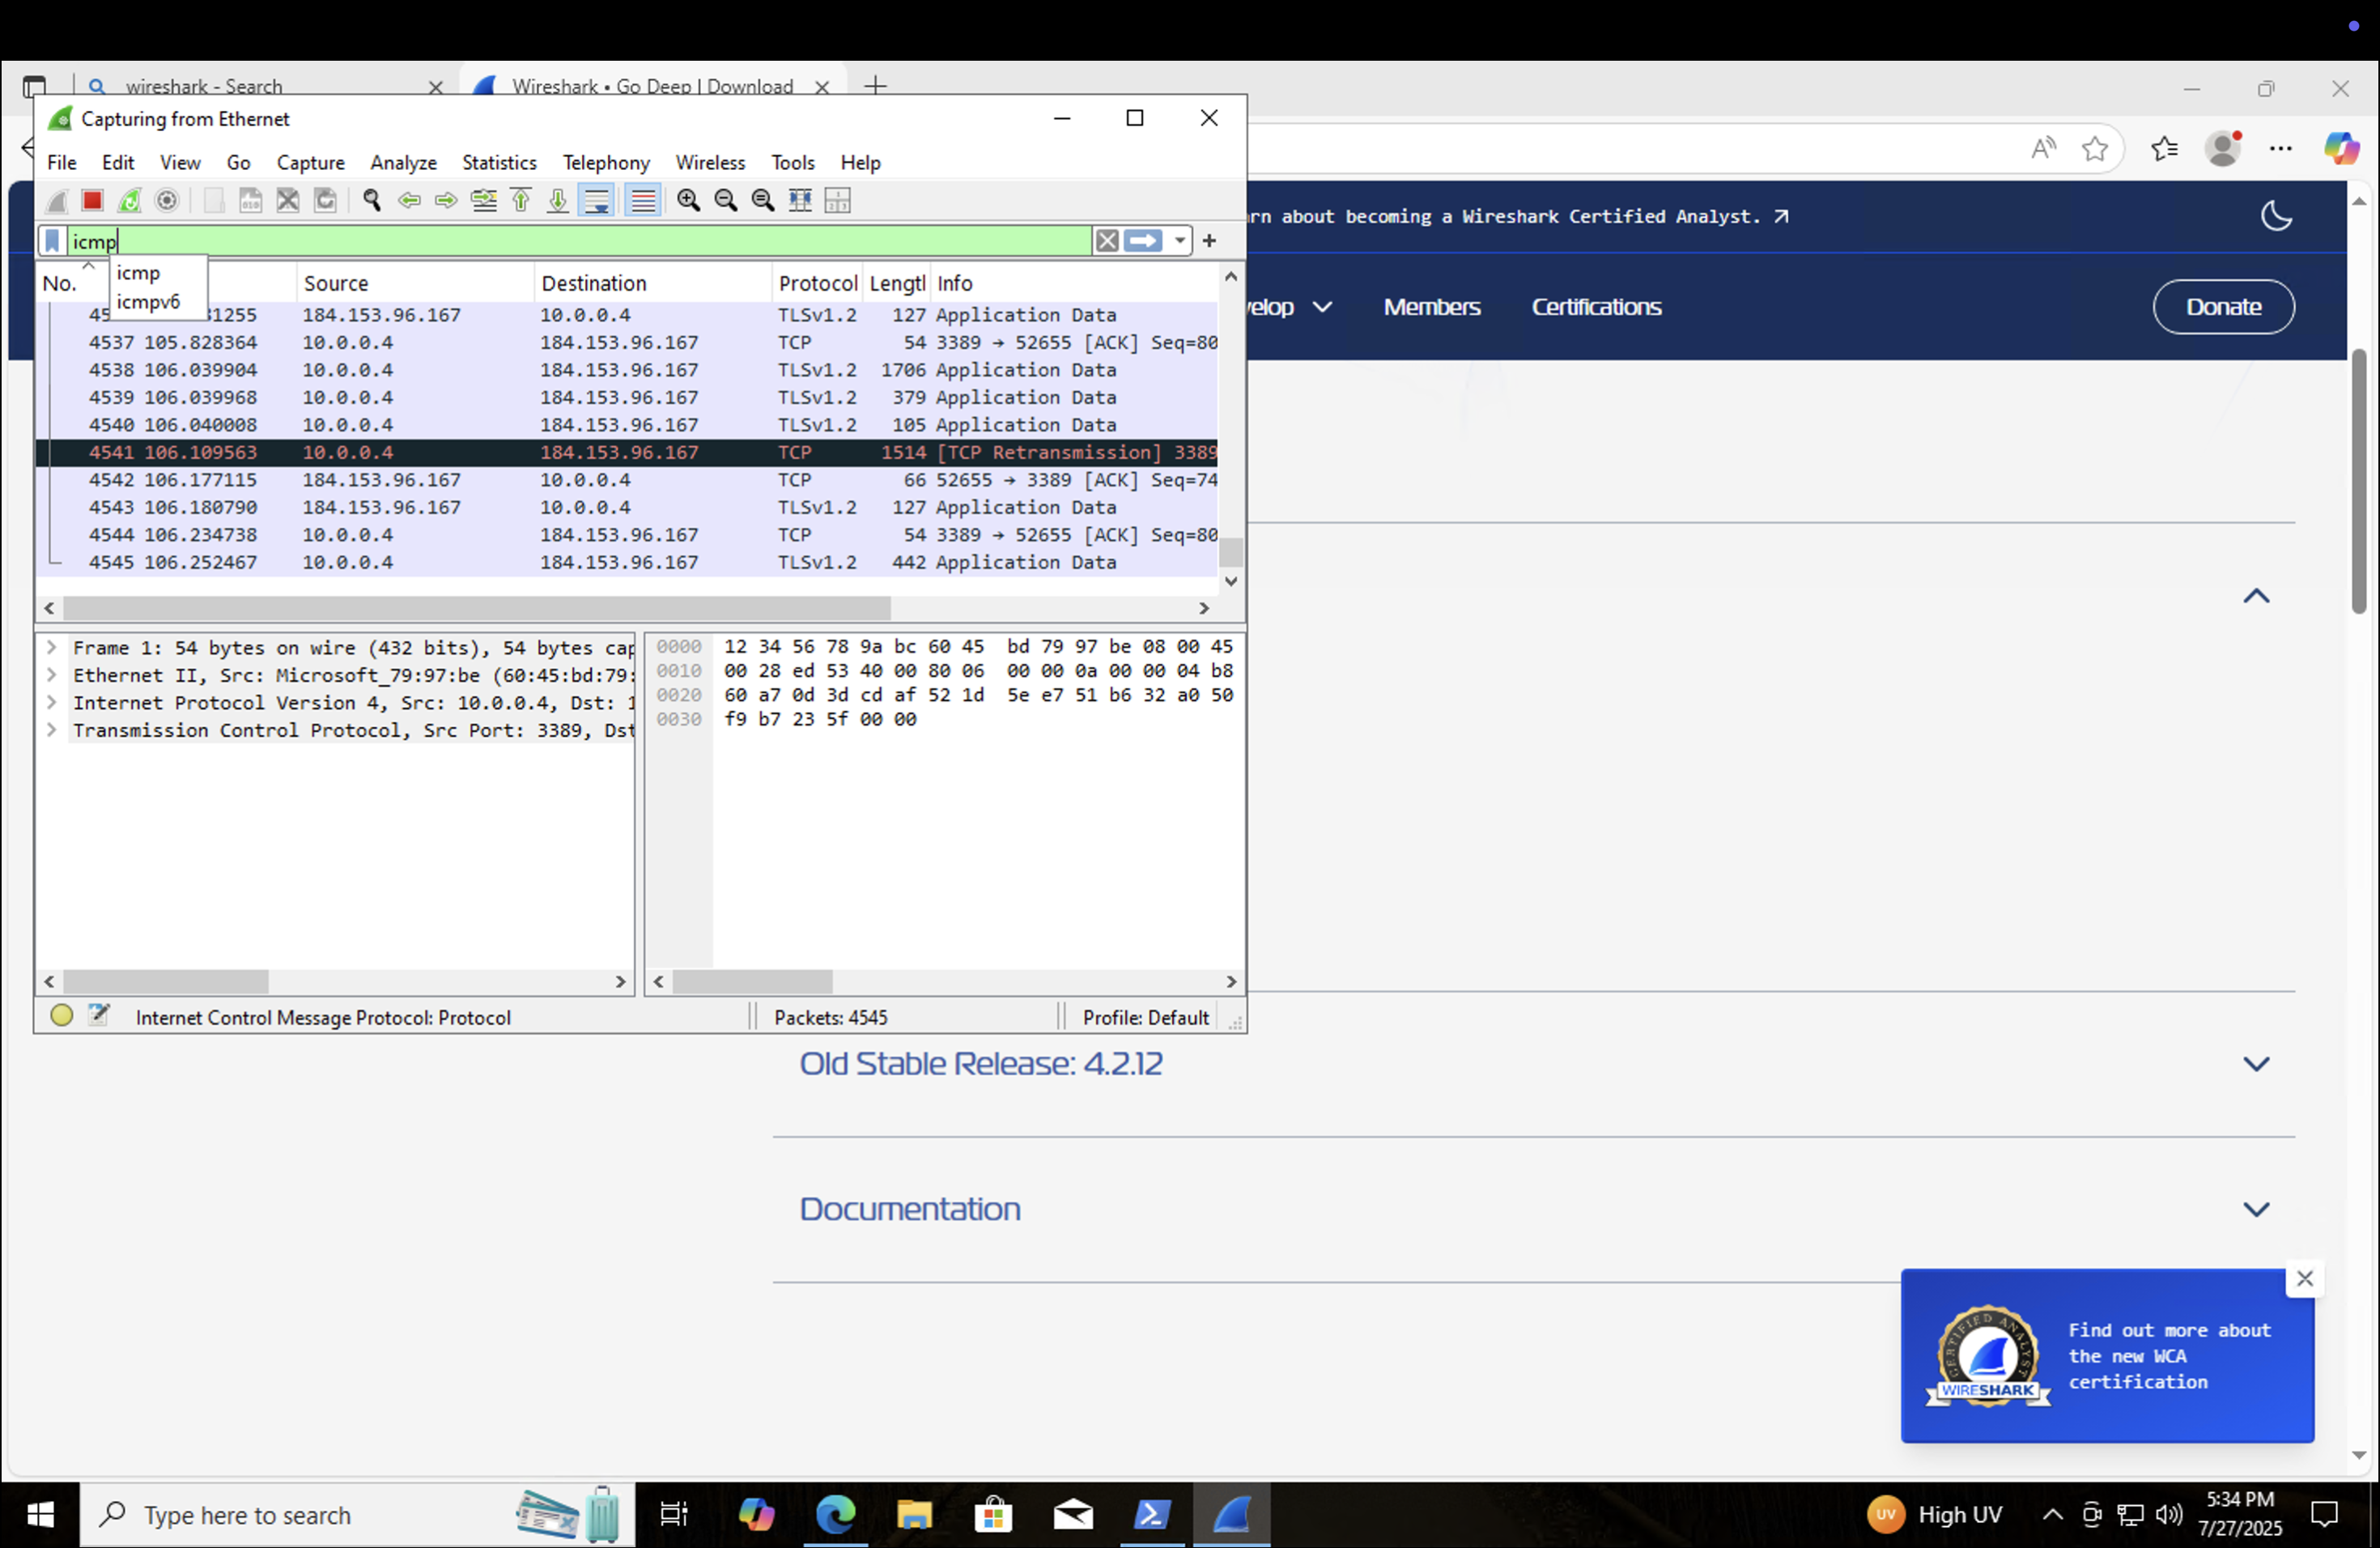 wireshark - Search
Wireshark • Go Deep | Download
Capturing from Ethernet
File Edit View Go Capture Analyze Statistics Telephony Wireless Tools Help
icmp
icmp
icmpv6
No. Source Destination Protocol Lengtl Info
45 31255 184.153.96.167 10.0.0.4 TLSv1.2 127 Application Data
4537 105.828364 10.0.0.4 184.153.96.167 TCP 54 3389 → 52655 [ACK] Seq=80
4538 106.039904 10.0.0.4 184.153.96.167 TLSv1.2 1706 Application Data
4539 106.039968 10.0.0.4 184.153.96.167 TLSv1.2 379 Application Data
4540 106.040008 10.0.0.4 184.153.96.167 TLSv1.2 105 Application Data
4541 106.109563 10.0.0.4 184.153.96.167 TCP 1514 [TCP Retransmission] 3389
4542 106.177115 184.153.96.167 10.0.0.4 TCP 66 52655 → 3389 [ACK] Seq=74
4543 106.180790 184.153.96.167 10.0.0.4 TLSv1.2 127 Application Data
4544 106.234738 10.0.0.4 184.153.96.167 TCP 54 3389 → 52655 [ACK] Seq=80
4545 106.252467 10.0.0.4 184.153.96.167 TLSv1.2 442 Application Data
Frame 1: 54 bytes on wire (432 bits), 54 bytes cap
Ethernet II, Src: Microsoft_79:97:be (60:45:bd:79:
Internet Protocol Version 4, Src: 10.0.0.4, Dst: 1
Transmission Control Protocol, Src Port: 3389, Dst
0000 12 34 56 78 9a bc 60 45 bd 79 97 be 08 00 45
0010 00 28 ed 53 40 00 80 06 00 00 0a 00 00 04 b8
0020 60 a7 0d 3d cd af 52 1d 5e e7 51 b6 32 a0 50
0030 f9 b7 23 5f 00 00
Internet Control Message Protocol: Protocol
Packets: 4545
Profile: Default
rn about becoming a Wireshark Certified Analyst.
velop Members Certifications Donate
Old Stable Release: 4.2.12
Documentation
CERTIFIED ANALYST
WIRESHARK
Find out more about
the new WCA
certification
Type here to search
UV High UV
5:34 PM
7/27/2025